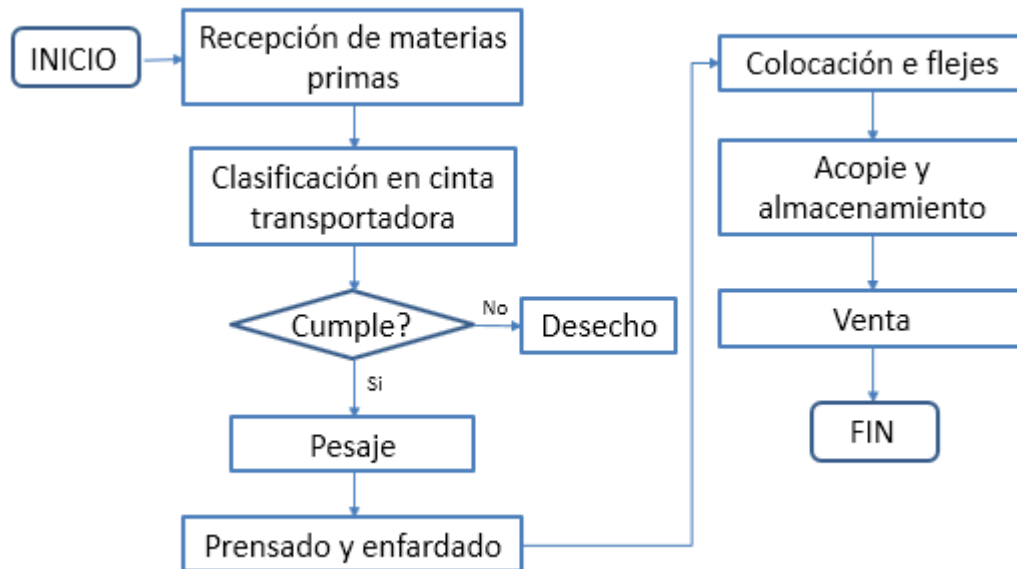 INICIO
Recepción de materias
primas
Clasificación en cinta
transportadora
Cumple?
No
Desecho
Si
Pesaje
Prensado y enfardado
Colocación e flejes
Acopie y
almacenamiento
Venta
FIN